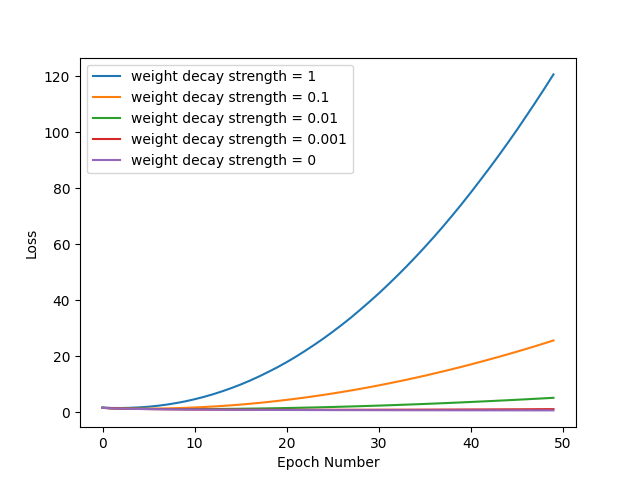 weight decay strength = 1
weight decay strength = 0.1
weight decay strength = 0.01
weight decay strength = 0.001
weight decay strength = 0
120
100
80
60
40
20
0
Loss
0 10 20 30 40 50
Epoch Number